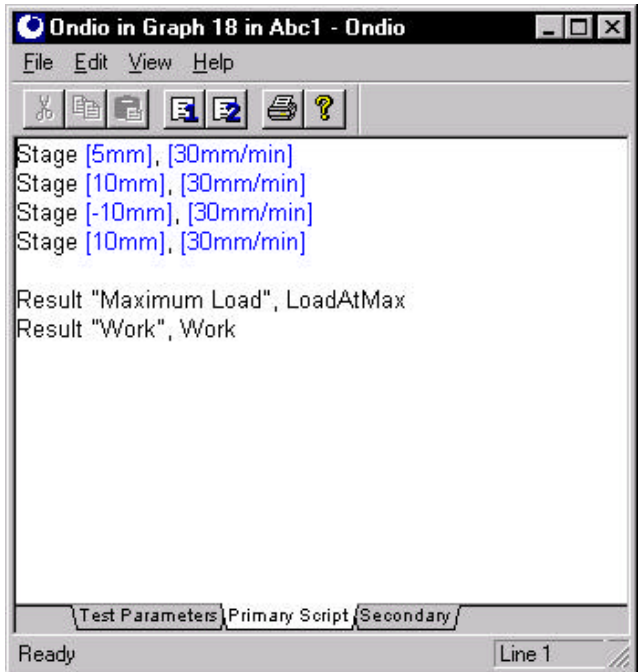 Ondio in Graph 18 in Abc1 - Ondio
File Edit View Help
1 2 ?
Stage [5mm], [30mm/min]
Stage [10mm], [30mm/min]
Stage [-10mm], [30mm/min]
Stage [10mm], [30mm/min]
Result "Maximum Load", LoadAtMax
Result "Work", Work
Test Parameters Primary Script Secondary
Ready Line 1